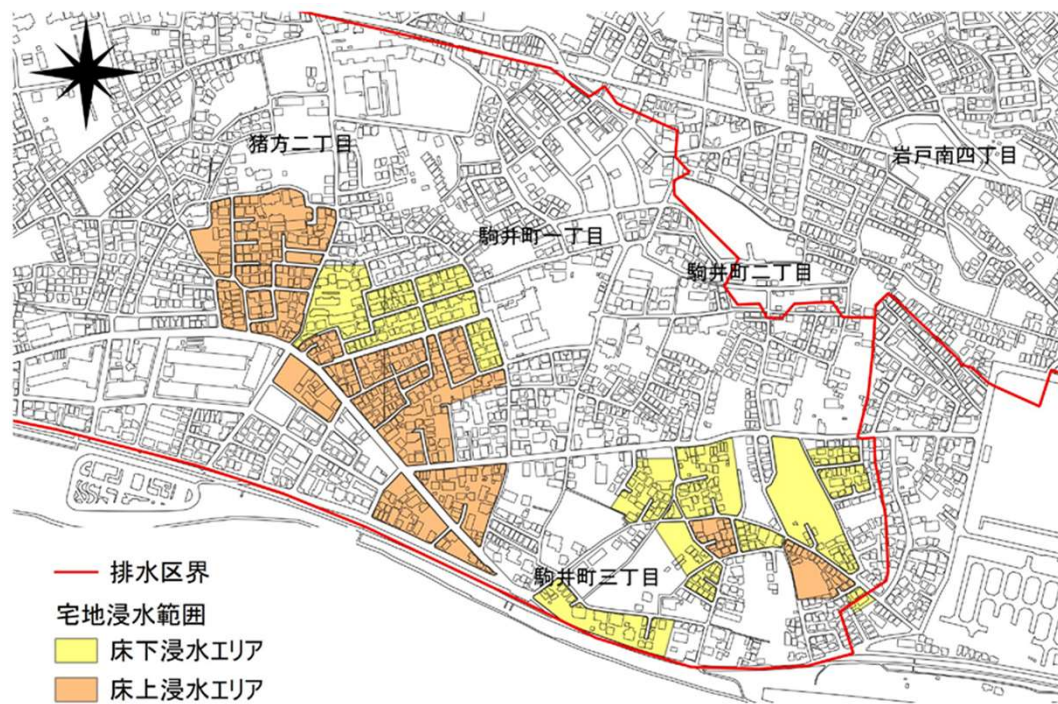 猪方二丁目
岩戸南四丁目
駒井町一丁目
駒井町二丁目
駒井町三丁目
排水区界
宅地浸水範囲
床下浸水エリア
床上浸水エリア